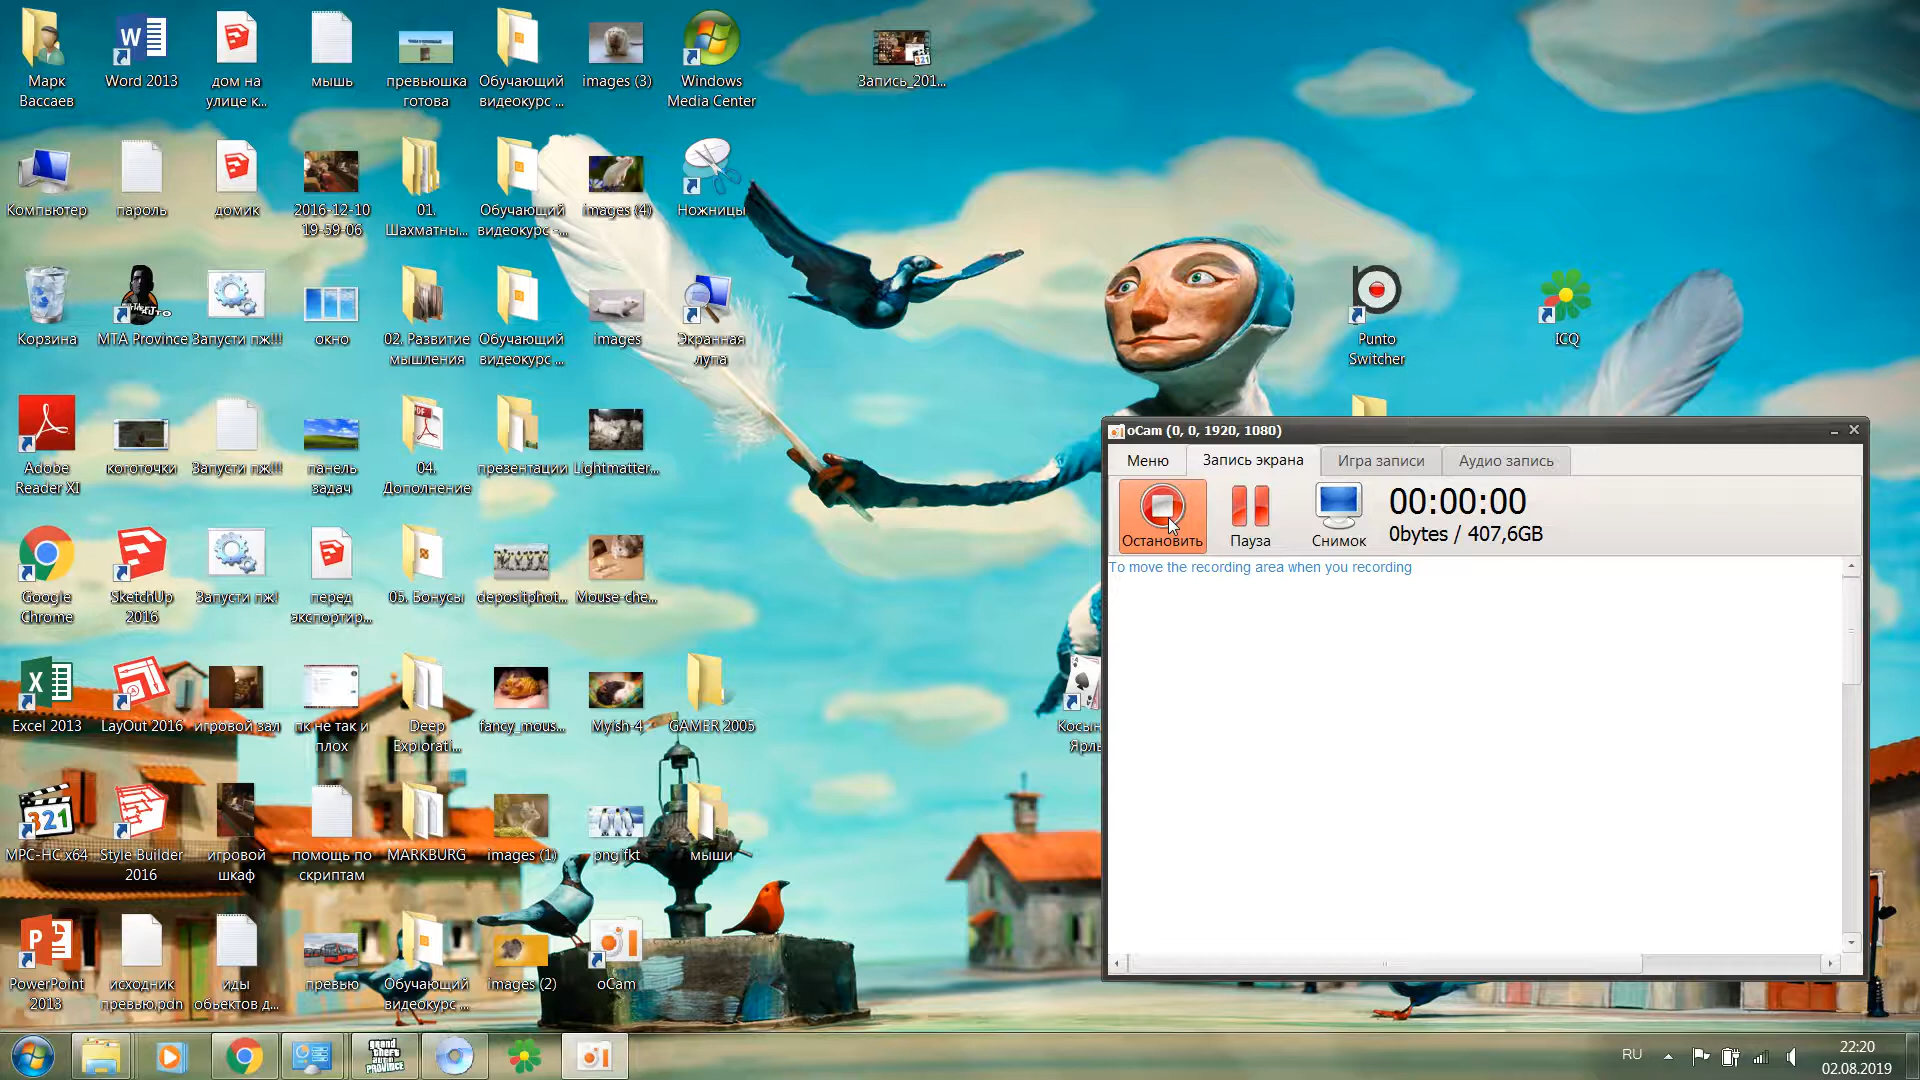 Марк
Вассаев
Word 2013
дом на
улице к...
мышь
превьюшка
готова
Обучающий
видеокурс ...
images (3)
Windows
Media Center
Запись_201...
Компьютер
пароль
домик
2016-12-10
19-59-06
01.
Шахматны...
Обучающий
видеокурс -...
images (4)
Ножницы
Корзина
MTA Province
Запусти пж!!!
окно
02. Развитие
мышления
Обучающий
видеокурс ...
images
Экранная
лупа
Punto
Switcher
ICQ
Adobe
Reader XI
коготочки
Запусти пж!!!
панель
задач
04.
Дополнение
презентации
Lightmatter...
Google
Chrome
SketchUp
2016
Запусти пж!
перед
экспортир...
05. Бонусы
depositphot...
Mouse-che...
Excel 2013
LayOut 2016
игровой зал
пк не так и
плох
Deep
Explorati...
fancy_mous...
Myish-4
GAMER 2005
Косын
Ярль
MPC-HC x64
Style Builder
2016
игровой
шкаф
помощь по
скриптам
MARKBURG
images (1)
png fkt
мыши
PowerPoint
2013
исходник
превью.pdn
иды
обьектов д...
превью
Обучающий
видеокурс ...
images (2)
oCam
oCam (0, 0, 1920, 1080)
Меню
Запись экрана
Игра записи
Аудио запись
Остановить
Пауза
Снимок
00:00:00
0bytes / 407,6GB
To move the recording area when you recording
grand
theft
auto
PROVINCE
RU
22:20
02.08.2019